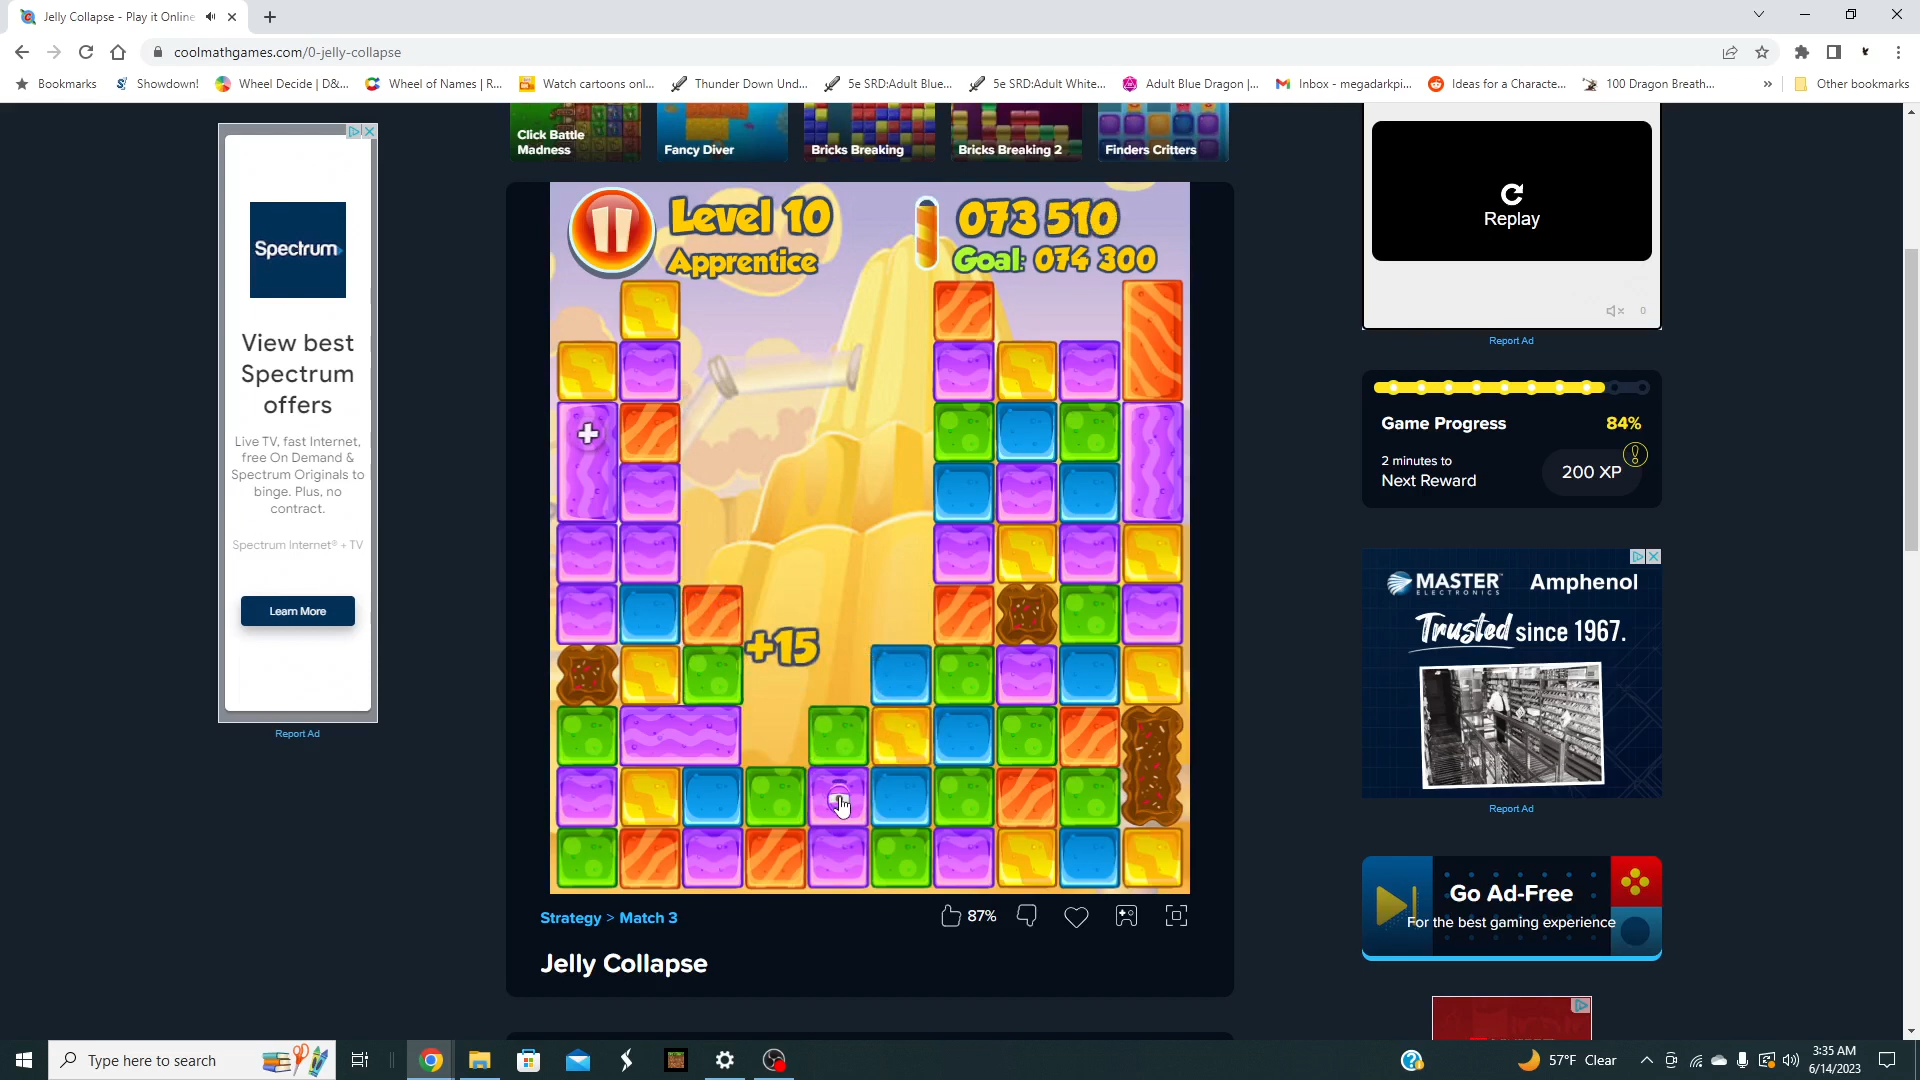 Jelly Collapse - Play it Online
coolmathgames.com/0-jelly-collapse
Bookmarks
Showdown!
Wheel Decide | D&...
Wheel of Names | R...
Watch cartoons onl...
Thunder Down Und...
5e SRD:Adult Blue...
5e SRD:Adult White...
Adult Blue Dragon |...
Inbox - megadarkpi...
Ideas for a Characte...
100 Dragon Breath...
Other bookmarks
Click Battle
Madness
Fancy Diver
Bricks Breaking
Bricks Breaking 2
Finders Critters
Spectrum
View best
Spectrum
offers
Live TV, fast Internet,
free On Demand &
Spectrum Originals to
binge. Plus, no
contract.
Spectrum Internet® + TV
Learn More
Report Ad
Level 10
Apprentice
073 510
Goal: 074 300
+15
Strategy > Match 3
87%
Jelly Collapse
Replay
0
Report Ad
Game Progress
84%
2 minutes to
Next Reward
200 XP
MASTER
ELECTRONICS
Amphenol
Trusted since 1967.
Report Ad
Go Ad-Free
For the best gaming experience
Type here to search
57°F Clear
3:35 AM
6/14/2023